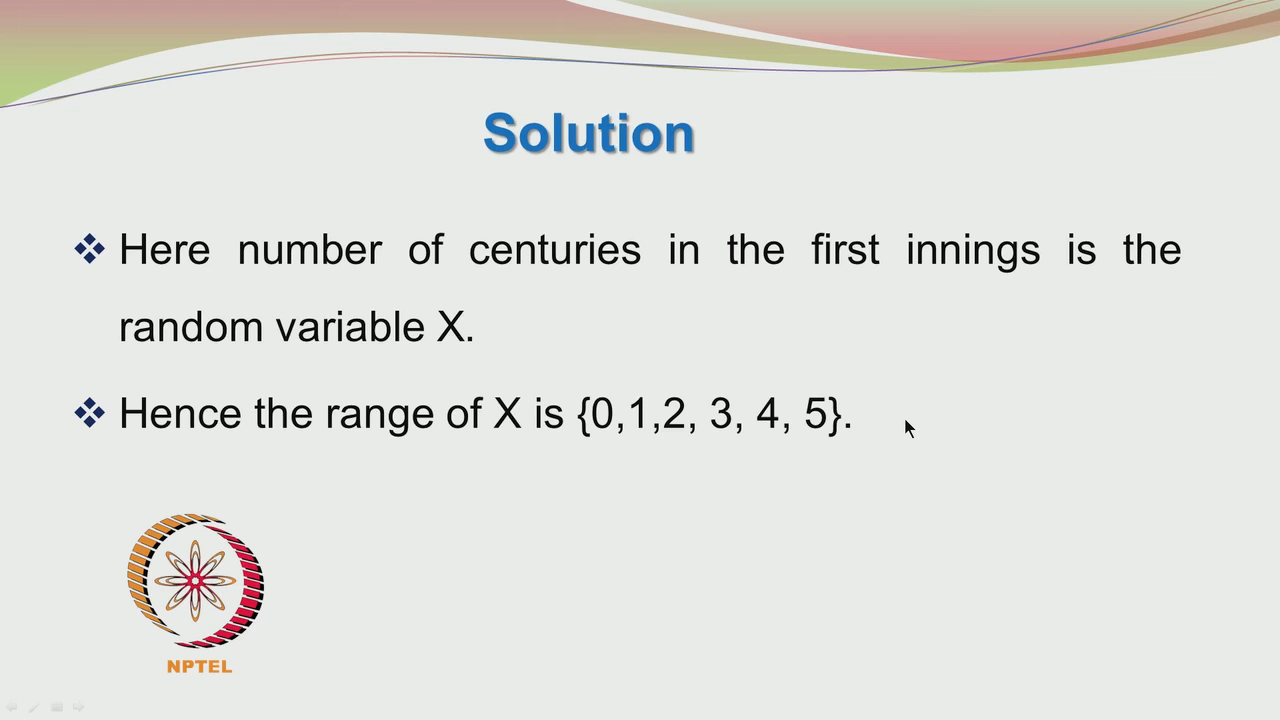 Solution
Here number of centuries in the first innings is the
random variable X.
Hence the range of X is {0,1,2, 3, 4, 5}.
NPTEL